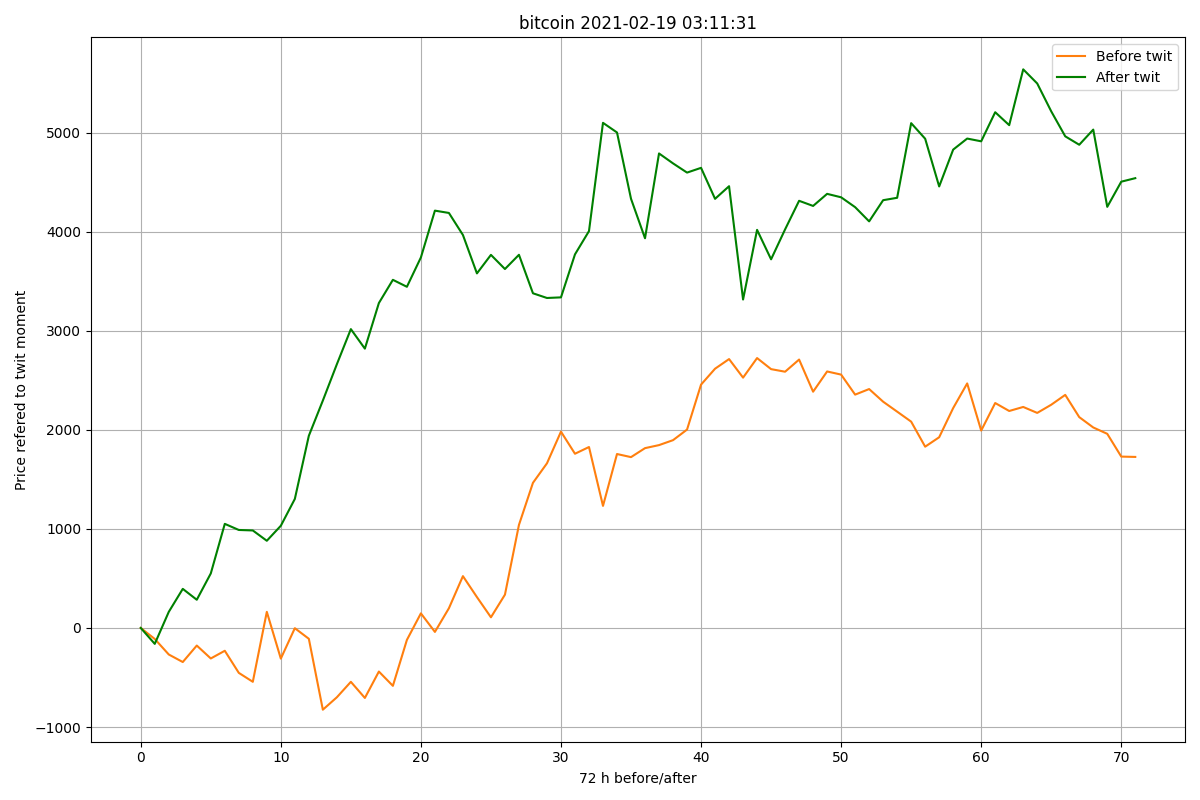 bitcoin 2021-02-19 03:11:31
Before twit
After twit
Price refered to twit moment
5000
4000
3000
2000
1000
0
−1000
0 10 20 30 40 50 60 70
72 h before/after